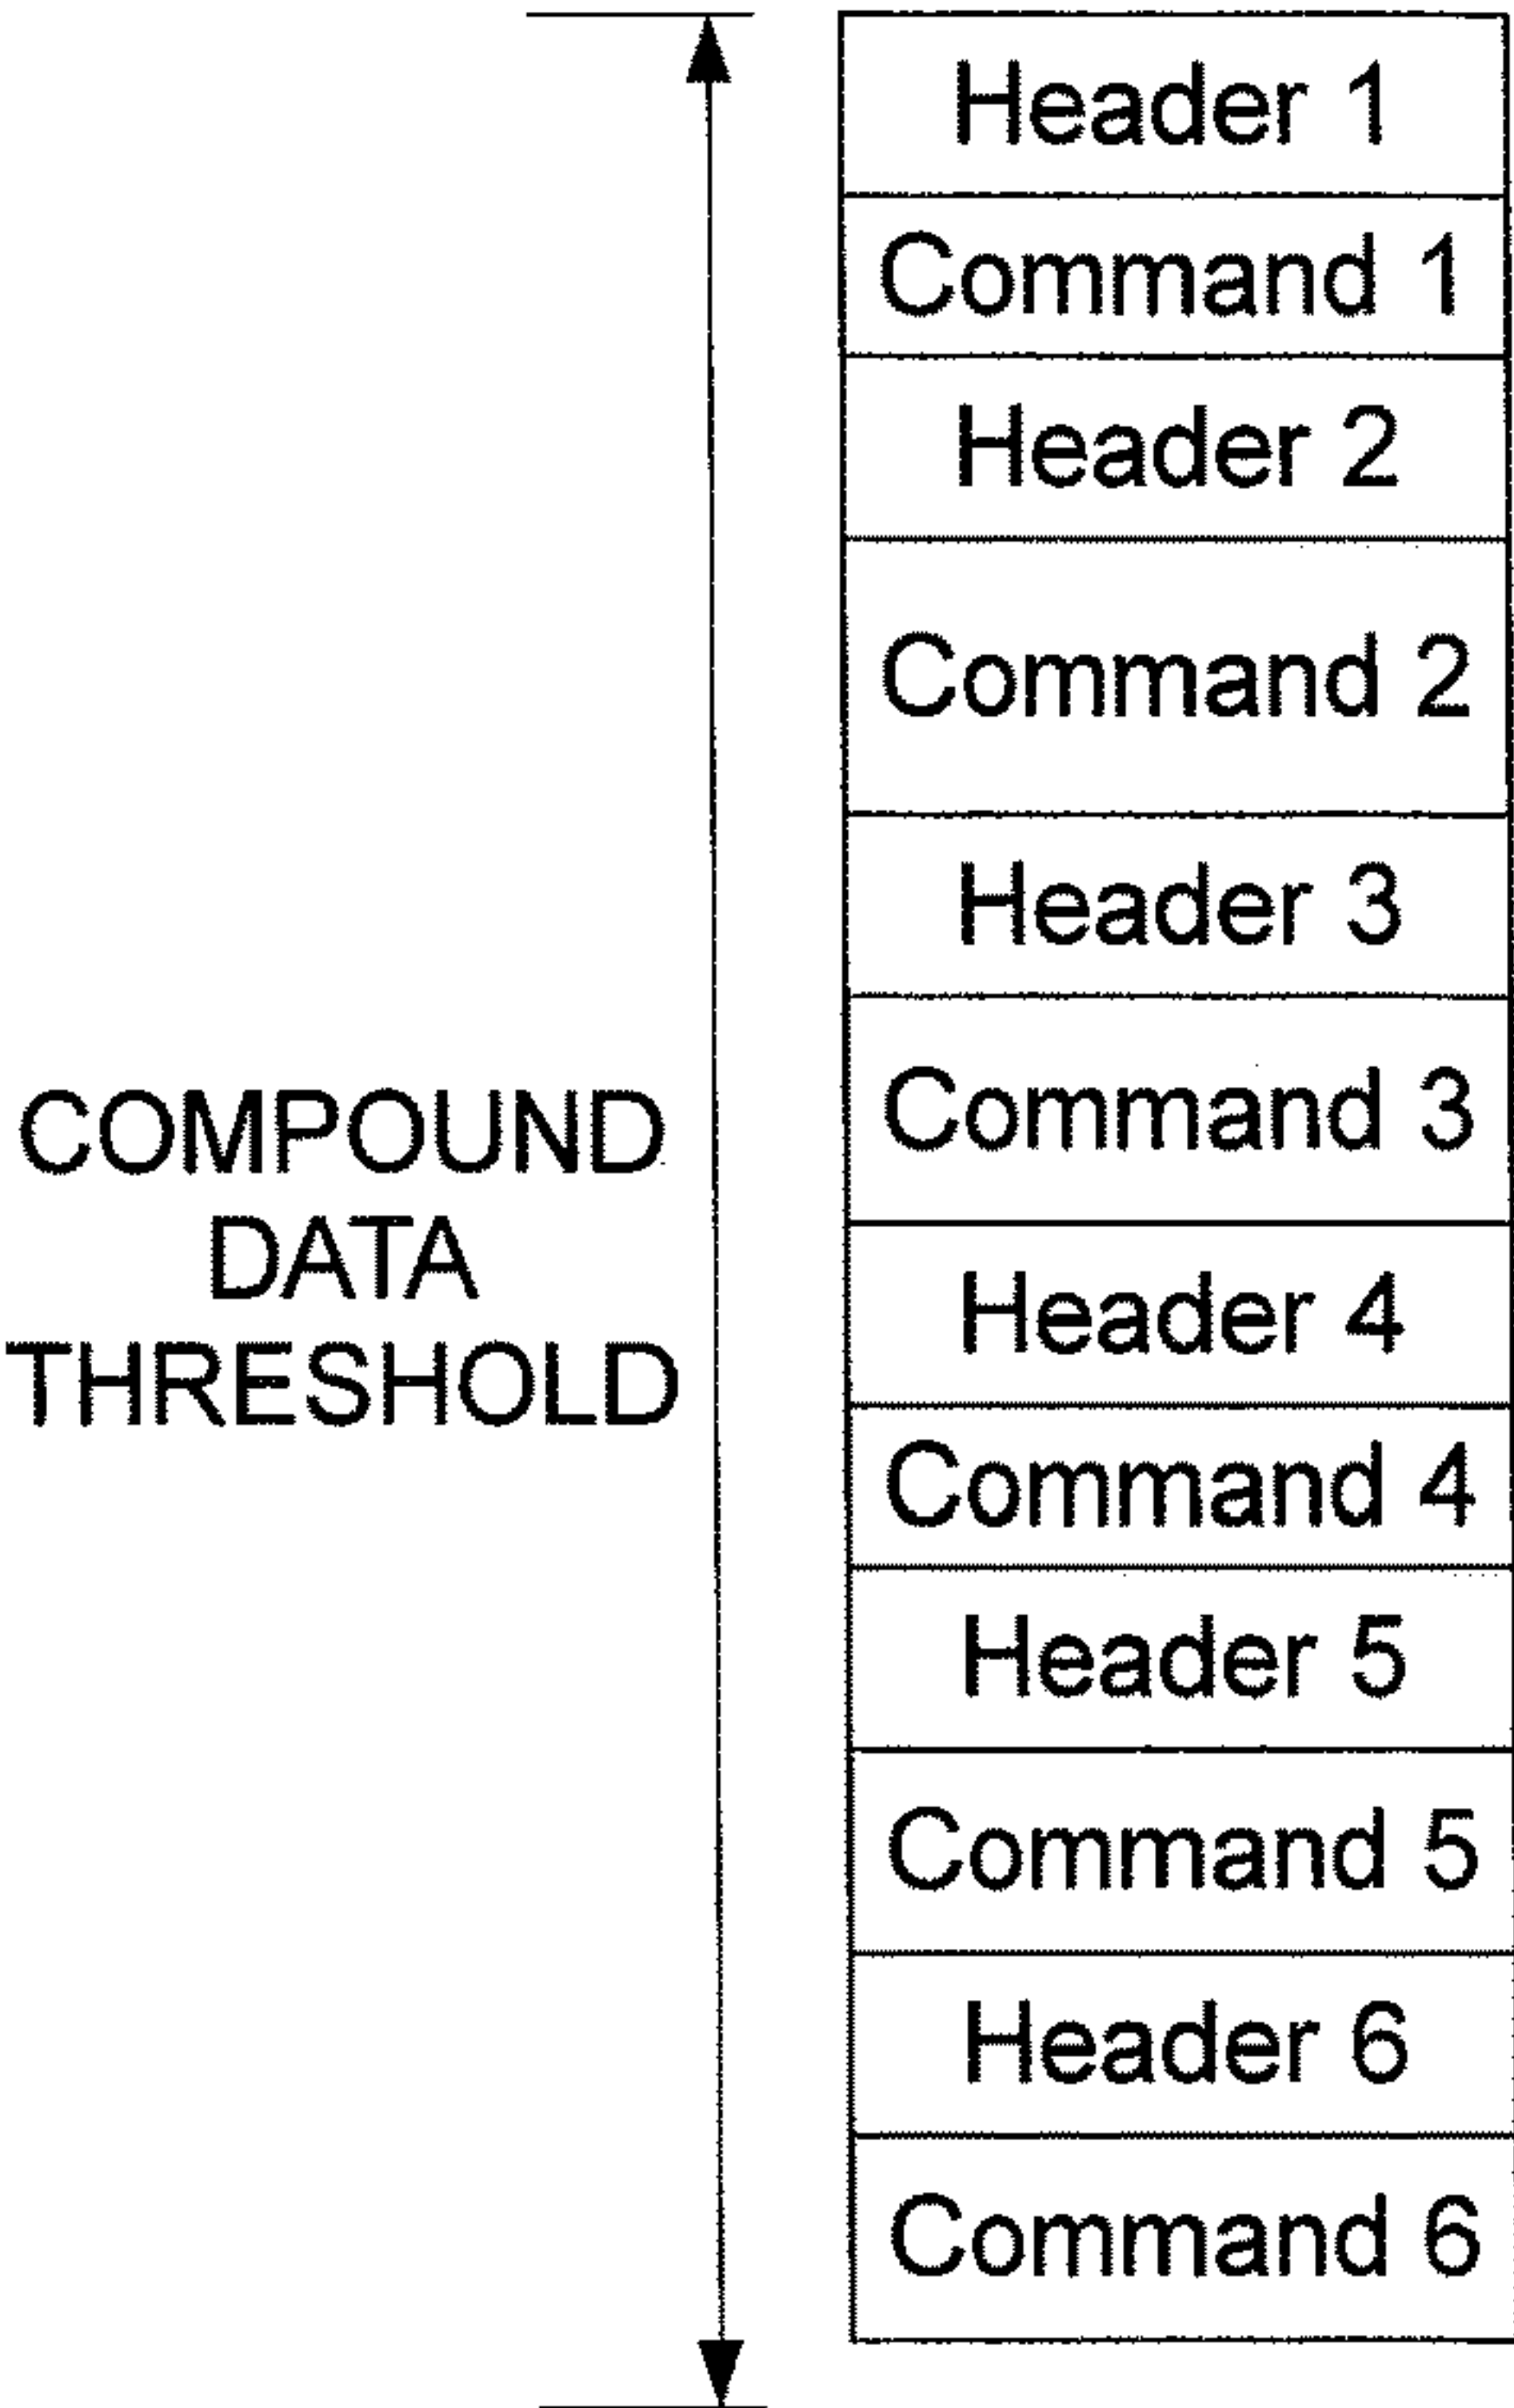 Header 1
Command 1
Header 2
Command 2
Header 3
Command 3
COMPOUND
DATA
THRESHOLD
Header 4
Command 4
Header 5
Command 5
Header 6
Command 6